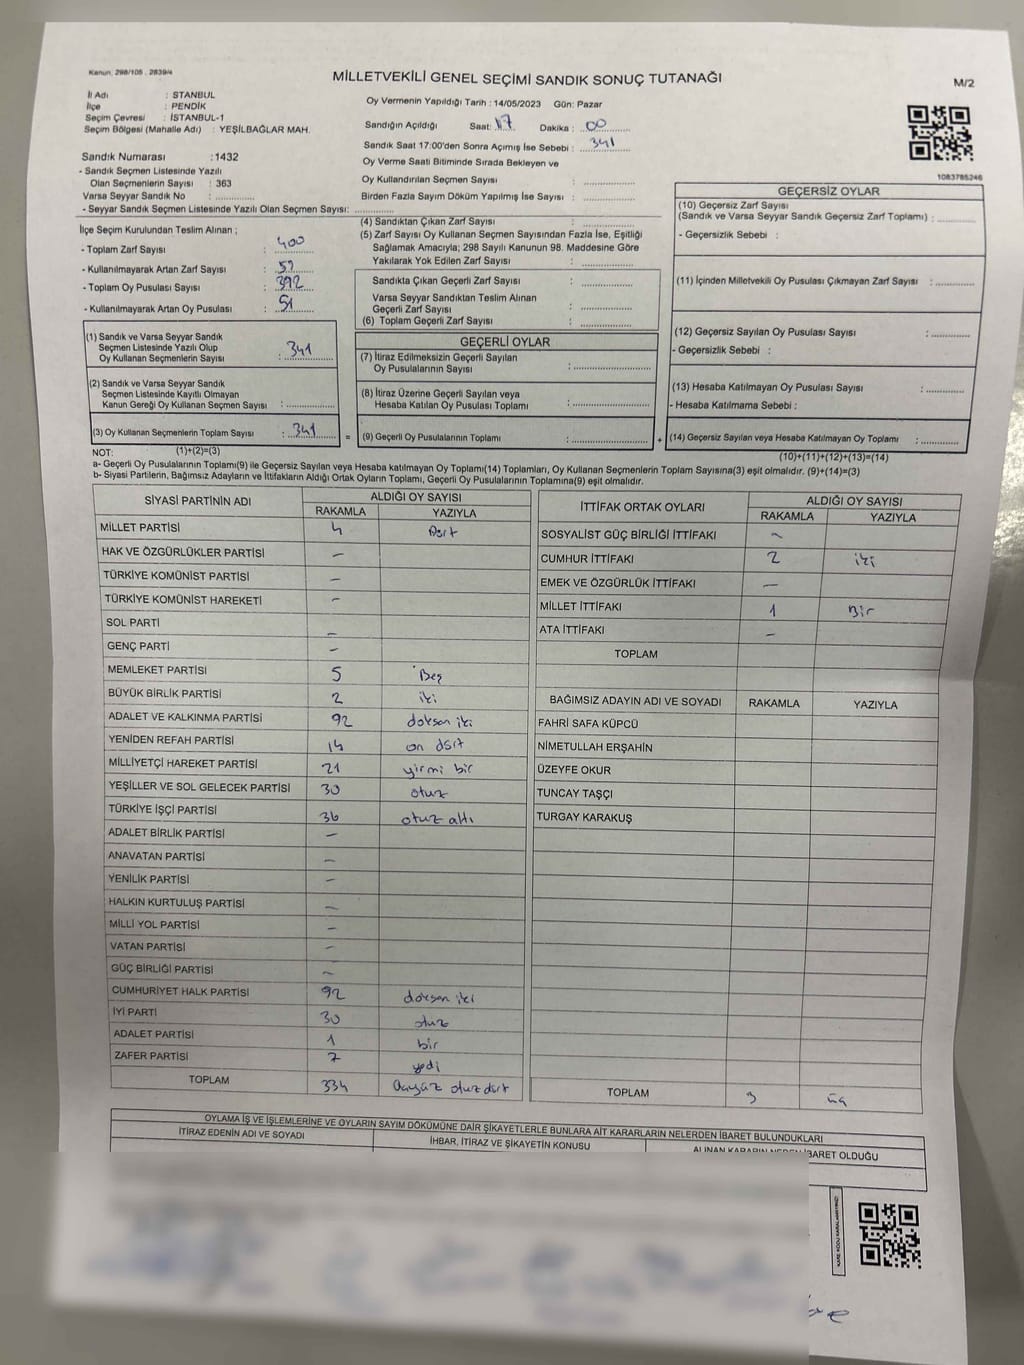 Kanun: 298/105 . 2839/4
MİLLETVEKİLİ GENEL SEÇİMİ SANDIK SONUÇ TUTANAĞI
M/2
İl Adı : İSTANBUL
İlçe : PENDİK
Seçim Çevresi : İSTANBUL-1
Seçim Bölgesi (Mahalle Adı) : YEŞİLBAĞLAR MAH.
Sandık Numarası :1432
- Sandık Seçmen Listesinde Yazılı
Olan Seçmenlerin Sayısı : 363
Varsa Seyyar Sandık No :
- Seyyar Sandık Seçmen Listesinde Yazılı Olan Seçmen Sayısı:
Oy Vermenin Yapıldığı Tarih : 14/05/2023 Gün: Pazar
Sandığın Açıldığı Saat: 17 Dakika : 00
Sandık Saat 17:00'den Sonra Açımış İse Sebebi : 341
Oy Verme Saati Bitiminde Sırada Bekleyen ve
Oy Kullandırılan Seçmen Sayısı :
Birden Fazla Sayım Döküm Yapılmış İse Sayısı :
1083785246
İlçe Seçim Kurulundan Teslim Alınan ;
- Toplam Zarf Sayısı : 400
- Kullanılmayarak Artan Zarf Sayısı : 59
- Toplam Oy Pusulası Sayısı : 392
- Kullanılmayarak Artan Oy Pusulası : 51
(1) Sandık ve Varsa Seyyar Sandık
Seçmen Listesinde Yazılı Olup
Oy Kullanan Seçmenlerin Sayısı : 341
(2) Sandık ve Varsa Seyyar Sandık
Seçmen Listesinde Kayıtlı Olmayan
Kanun Gereği Oy Kullanan Seçmen Sayısı :
(3) Oy Kullanan Seçmenlerin Toplam Sayısı : 341 =
(4) Sandıktan Çıkan Zarf Sayısı :
(5) Zarf Sayısı Oy Kullanan Seçmen Sayısından Fazla İse, Eşitliği
Sağlamak Amacıyla; 298 Sayılı Kanunun 98. Maddesine Göre
Yakılarak Yok Edilen Zarf Sayısı :
Sandıkta Çıkan Geçerli Zarf Sayısı :
Varsa Seyyar Sandıktan Teslim Alınan
Geçerli Zarf Sayısı :
(6) Toplam Geçerli Zarf Sayısı :
GEÇERLİ OYLAR
(7) İtiraz Edilmeksizin Geçerli Sayılan
Oy Pusulalarının Sayısı :
(8) İtiraz Üzerine Geçerli Sayılan veya
Hesaba Katılan Oy Pusulası Toplamı :
(9) Geçerli Oy Pusulalarının Toplamı : +
GEÇERSİZ OYLAR
(10) Geçersiz Zarf Sayısı
(Sandık ve Varsa Seyyar Sandık Geçersiz Zarf Toplamı) :
- Geçersizlik Sebebi :
(11) İçinden Milletvekili Oy Pusulası Çıkmayan Zarf Sayısı :
(12) Geçersiz Sayılan Oy Pusulası Sayısı :
- Geçersizlik Sebebi :
(13) Hesaba Katılmayan Oy Pusulası Sayısı :
- Hesaba Katılmama Sebebi :
(14) Geçersiz Sayılan veya Hesaba Katılmayan Oy Toplamı :
NOT: (1)+(2)=(3)
(10)+(11)+(12)+(13)=(14)
a- Geçerli Oy Pusulalarının Toplamı(9) ile Geçersiz Sayılan veya Hesaba Katılmayan Oy Toplamı(14) Toplamları, Oy Kullanan Seçmenlerin Toplam Sayısına(3) eşit olmalıdır. (9)+(14)=(3)
b- Siyasi Partilerin, Bağımsız Adayların ve İttifakların Aldığı Ortak Oyların Toplamı, Geçerli Oy Pusulalarının Toplamına(9) eşit olmalıdır.
SİYASİ PARTİNİN ADI ALDIĞI OY SAYISI
RAKAMLA YAZIYLA
MİLLET PARTİSİ 4 Dört
HAK VE ÖZGÜRLÜKLER PARTİSİ –
TÜRKİYE KOMÜNİST PARTİSİ –
TÜRKİYE KOMÜNİST HAREKETİ –
SOL PARTİ –
GENÇ PARTİ –
MEMLEKET PARTİSİ 5 Beş
BÜYÜK BİRLİK PARTİSİ 2 iki
ADALET VE KALKINMA PARTİSİ 92 doksan iki
YENİDEN REFAH PARTİSİ 14 on dört
MİLLİYETÇİ HAREKET PARTİSİ 21 yirmi bir
YEŞİLLER VE SOL GELECEK PARTİSİ 30 otuz
TÜRKİYE İŞÇİ PARTİSİ 36 otuz altı
ADALET BİRLİK PARTİSİ –
ANAVATAN PARTİSİ –
YENİLİK PARTİSİ –
HALKIN KURTULUŞ PARTİSİ –
MİLLİ YOL PARTİSİ –
VATAN PARTİSİ –
GÜÇ BİRLİĞİ PARTİSİ –
CUMHURİYET HALK PARTİSİ 92 doksan iki
İYİ PARTİ 30 otuz
ADALET PARTİSİ 1 bir
ZAFER PARTİSİ 7 yedi
TOPLAM 334 üçyüz otuz dört
İTTİFAK ORTAK OYLARI ALDIĞI OY SAYISI
RAKAMLA YAZIYLA
SOSYALİST GÜÇ BİRLİĞİ İTTİFAKI –
CUMHUR İTTİFAKI 2 iki
EMEK VE ÖZGÜRLÜK İTTİFAKI –
MİLLET İTTİFAKI 1 Bir
ATA İTTİFAKI –
TOPLAM
BAĞIMSIZ ADAYIN ADI VE SOYADI RAKAMLA YAZIYLA
FAHRİ SAFA KÜPCÜ
NİMETULLAH ERŞAHİN
ÜZEYFE OKUR
TUNCAY TAŞÇI
TURGAY KARAKUŞ
TOPLAM 3 üç
OYLAMA İŞ VE İŞLEMLERİNE VE OYLARIN SAYIM DÖKÜMÜNE DAİR ŞİKAYETLERLE BUNLARA AİT KARARLARIN NELERDEN İBARET BULUNDUKLARI
İTİRAZ EDENİN ADI VE SOYADI İHBAR, İTİRAZ VE ŞİKAYETİN KONUSU ALINAN KARARIN NEDEN İBARET OLDUĞU